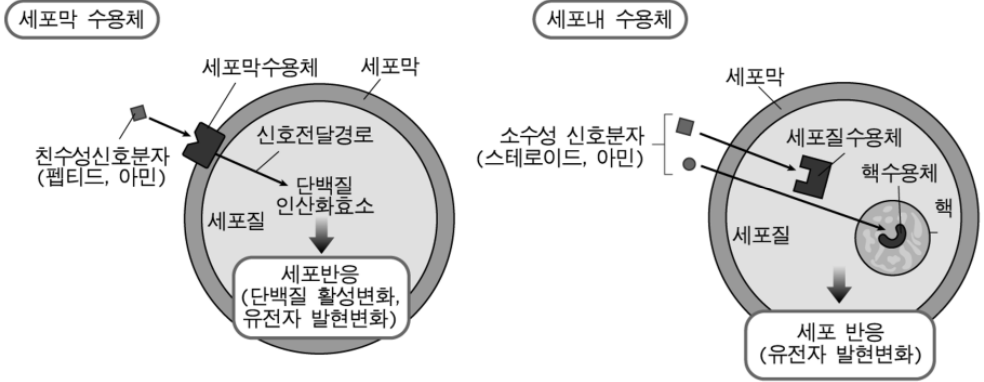 세포막 수용체
세포막수용체
세포막
친수성신호분자
(펩티드, 아민)
신호전달경로
단백질
인산화효소
세포질
세포반응
(단백질 활성변화,
유전자 발현변화)
세포내 수용체
세포막
소수성 신호분자
(스테로이드, 아민)
세포질수용체
핵수용체
핵
세포질
세포 반응
(유전자 발현변화)